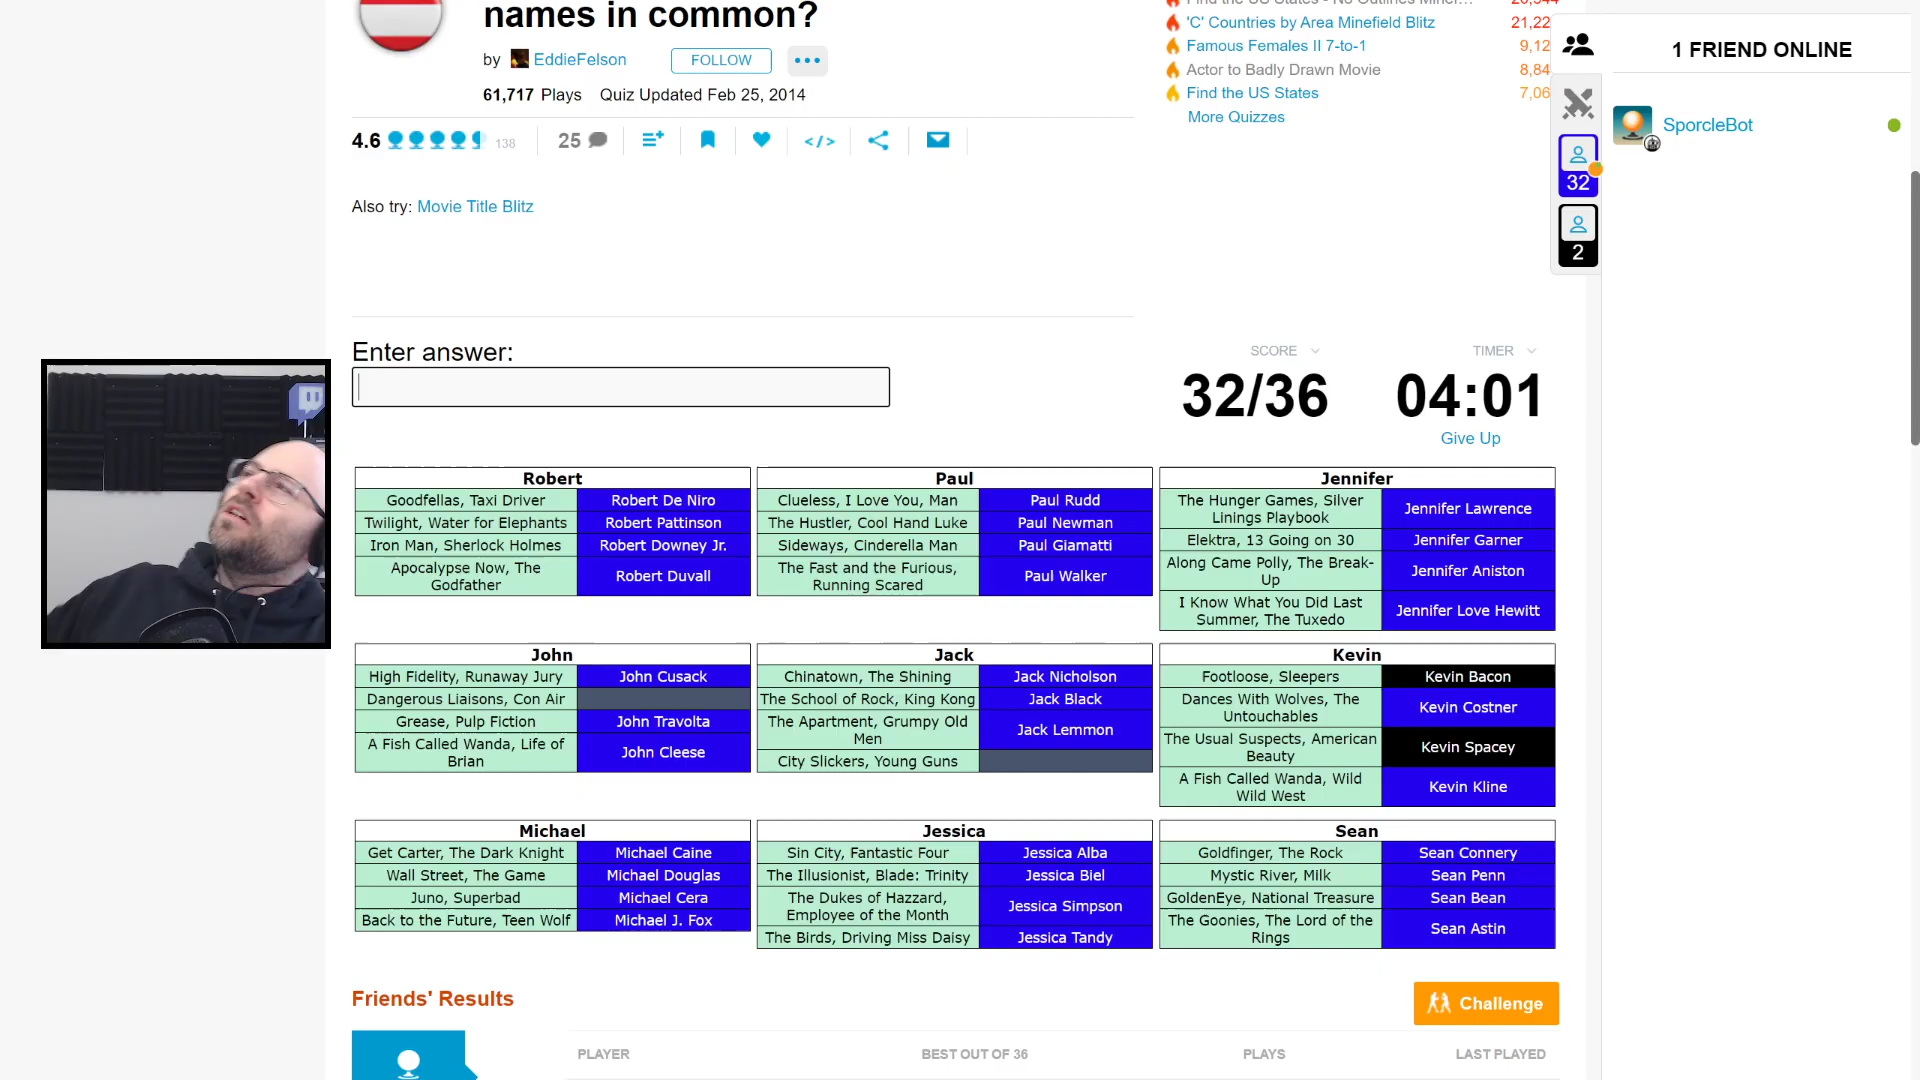 names in common?
by EddieFelson FOLLOW
61,717 Plays Quiz Updated Feb 25, 2014
4.6 138 25 </>
Also try: Movie Title Blitz
'C' Countries by Area Minefield Blitz 21,22
Famous Females II 7-to-1 9,12
Actor to Badly Drawn Movie 8,84
Find the US States 7,06
More Quizzes
1 FRIEND ONLINE
SporcleBot
32
2
Enter answer:
SCORE
32/36
TIMER
04:01
Give Up
Robert
Goodfellas, Taxi Driver Robert De Niro
Twilight, Water for Elephants Robert Pattinson
Iron Man, Sherlock Holmes Robert Downey Jr.
Apocalypse Now, The
Godfather
Robert Duvall
Paul
Clueless, I Love You, Man Paul Rudd
The Hustler, Cool Hand Luke Paul Newman
Sideways, Cinderella Man Paul Giamatti
The Fast and the Furious,
Running Scared
Paul Walker
Jennifer
The Hunger Games, Silver
Linings Playbook
Jennifer Lawrence
Elektra, 13 Going on 30 Jennifer Garner
Along Came Polly, The Break-
Up
Jennifer Aniston
I Know What You Did Last
Summer, The Tuxedo
Jennifer Love Hewitt
John
High Fidelity, Runaway Jury John Cusack
Dangerous Liaisons, Con Air
Grease, Pulp Fiction John Travolta
A Fish Called Wanda, Life of
Brian
John Cleese
Jack
Chinatown, The Shining Jack Nicholson
The School of Rock, King Kong Jack Black
The Apartment, Grumpy Old
Men
Jack Lemmon
City Slickers, Young Guns
Kevin
Footloose, Sleepers Kevin Bacon
Dances With Wolves, The
Untouchables
Kevin Costner
The Usual Suspects, American
Beauty
Kevin Spacey
A Fish Called Wanda, Wild
Wild West
Kevin Kline
Michael
Get Carter, The Dark Knight Michael Caine
Wall Street, The Game Michael Douglas
Juno, Superbad Michael Cera
Back to the Future, Teen Wolf Michael J. Fox
Jessica
Sin City, Fantastic Four Jessica Alba
The Illusionist, Blade: Trinity Jessica Biel
The Dukes of Hazzard,
Employee of the Month
Jessica Simpson
The Birds, Driving Miss Daisy Jessica Tandy
Sean
Goldfinger, The Rock Sean Connery
Mystic River, Milk Sean Penn
GoldenEye, National Treasure Sean Bean
The Goonies, The Lord of the
Rings
Sean Astin
Friends' Results
Challenge
PLAYER BEST OUT OF 36 PLAYS LAST PLAYED